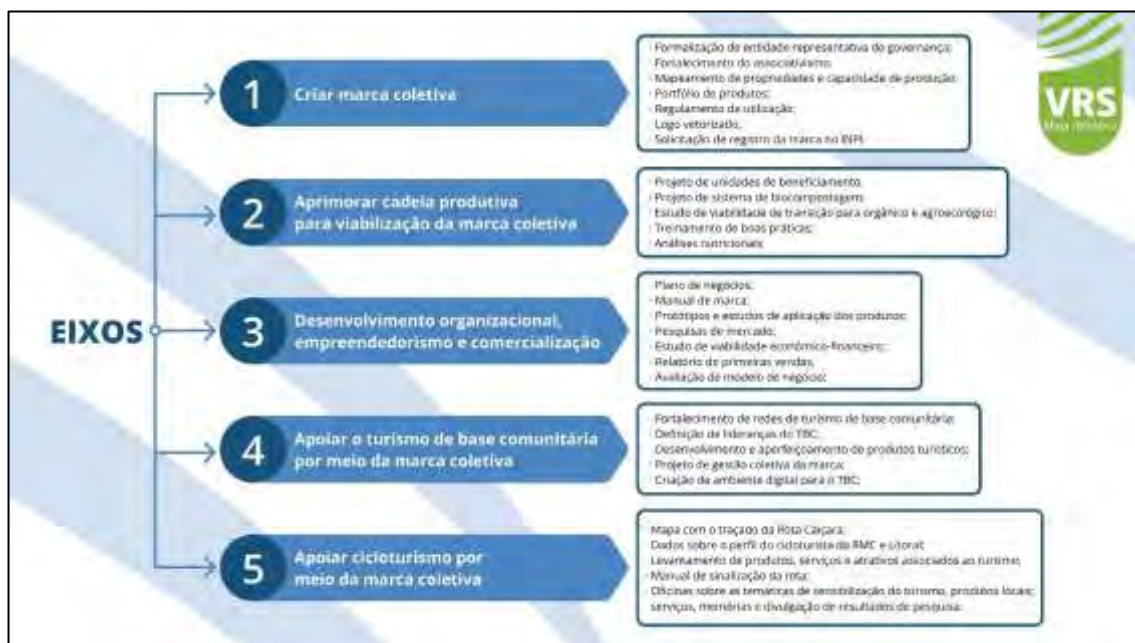 EIXOS
1
Criar marca coletiva
· Formalização de entidade representativa de governança;
· Fortalecimento do associativismo
· Mapeamento de propriedades e capacidade de produção
· Portfólio de produtos;
· Regulamento de utilização;
· Logo vetorizado;
· Solicitação de registro da marca no INPI.
VRS
2
Aprimorar cadeia produtiva
para viabilização da marca coletiva
· Projeto de unidades de beneficiamento;
· Projeto de sistema de biocompostagem;
· Estudo de viabilidade de transição para orgânico e agroecológico;
· Treinamento de boas práticas;
· Análises nutricionais;
3
Desenvolvimento organizacional,
empreendedorismo e comercialização
· Plano de negócios;
· Manual de marca;
· Protótipos e estudos de aplicação dos produtos;
· Pesquisas de mercado;
· Estudo de viabilidade econômico-financeiro;
· Relatório de primeiras vendas;
· Avaliação de modelo de negócio;
4
Apoiar o turismo de base comunitária
por meio da marca coletiva
· Fortalecimento de redes de turismo de base comunitária;
· Definição de lideranças do TBC;
· Desenvolvimento e aperfeiçoamento de produtos turísticos;
· Projeto de gestão coletiva da marca;
· Criação de ambiente digital para o TBC;
5
Apoiar cicloturismo por
meio da marca coletiva
Mapa com o traçado da Rota Caiçara;
Dados sobre o perfil do cicloturista da RMC e Litoral;
Levantamento de produtos, serviços e atrativos associados ao turismo;
· Manual de sinalização da rota;
· Oficinas sobre as temáticas de sensibilização do turismo, produtos locais,
serviços, memórias e divulgação de resultados de pesquisa.